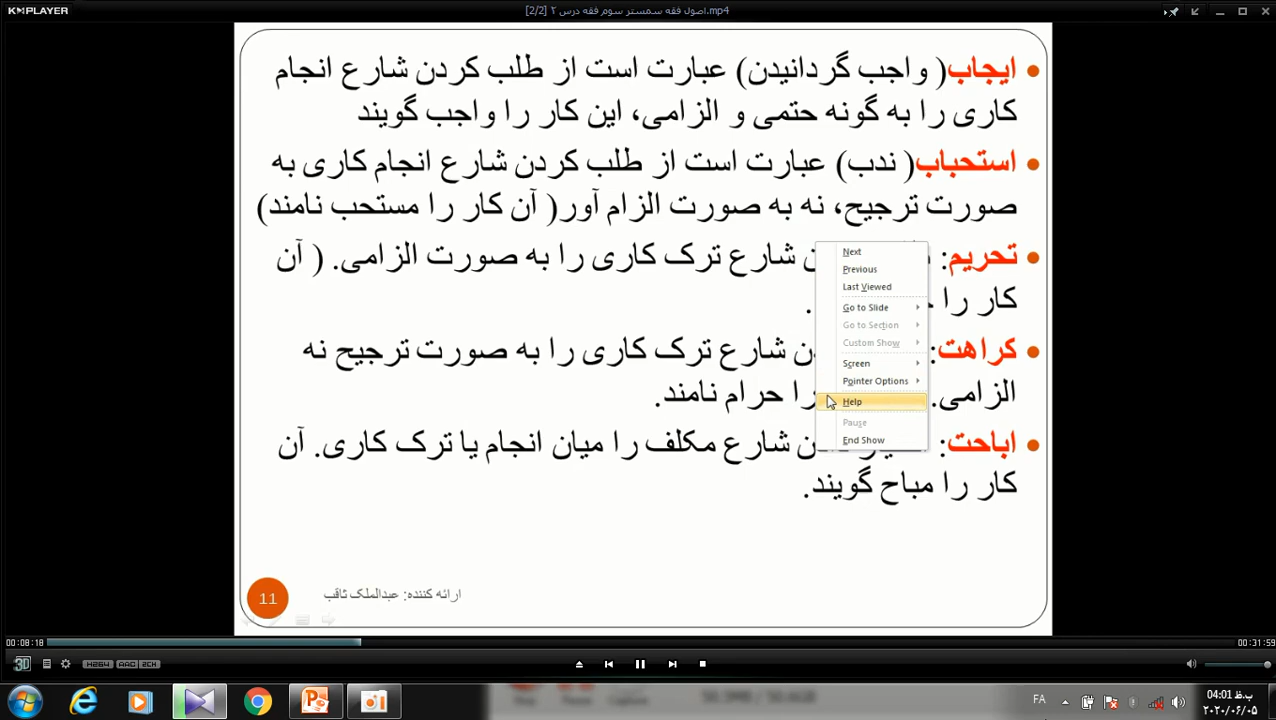 KMPLAYER
[2/2] اصول فقه سمستر سوم فقه درس ۲.mp4
ایجاب( واجب گردانیدن) عبارت است از طلب کردن شارع انجام
کاری را به گونه حتمی و الزامی، این کار را واجب گویند
استحباب( ندب) عبارت است از طلب کردن شارع انجام کاری به
صورت ترجیح، نه به صورت الزام آور( آن کار را مستحب نامند)
تحریم: شارع ترک کاری را به صورت الزامی. ( آن
کار را
کراهت: شارع ترک کاری را به صورت ترجیح نه
الزامی. را حرام نامند.
اباحت: شارع مکلف را میان انجام یا ترک کاری. آن
کار را مباح گویند.
Next
Previous
Last Viewed
Go to Slide
Go to Section
Custom Show
Screen
Pointer Options
Help
Pause
End Show
11
ارائه کننده: عبدالملک ثاقب
00:08:18
00:31:59
3D
H264 AAC 2CH
50.9MB / 50.6GB
FA
04:01 ب.ظ
۲۰۲۰/۰۶/۰۵